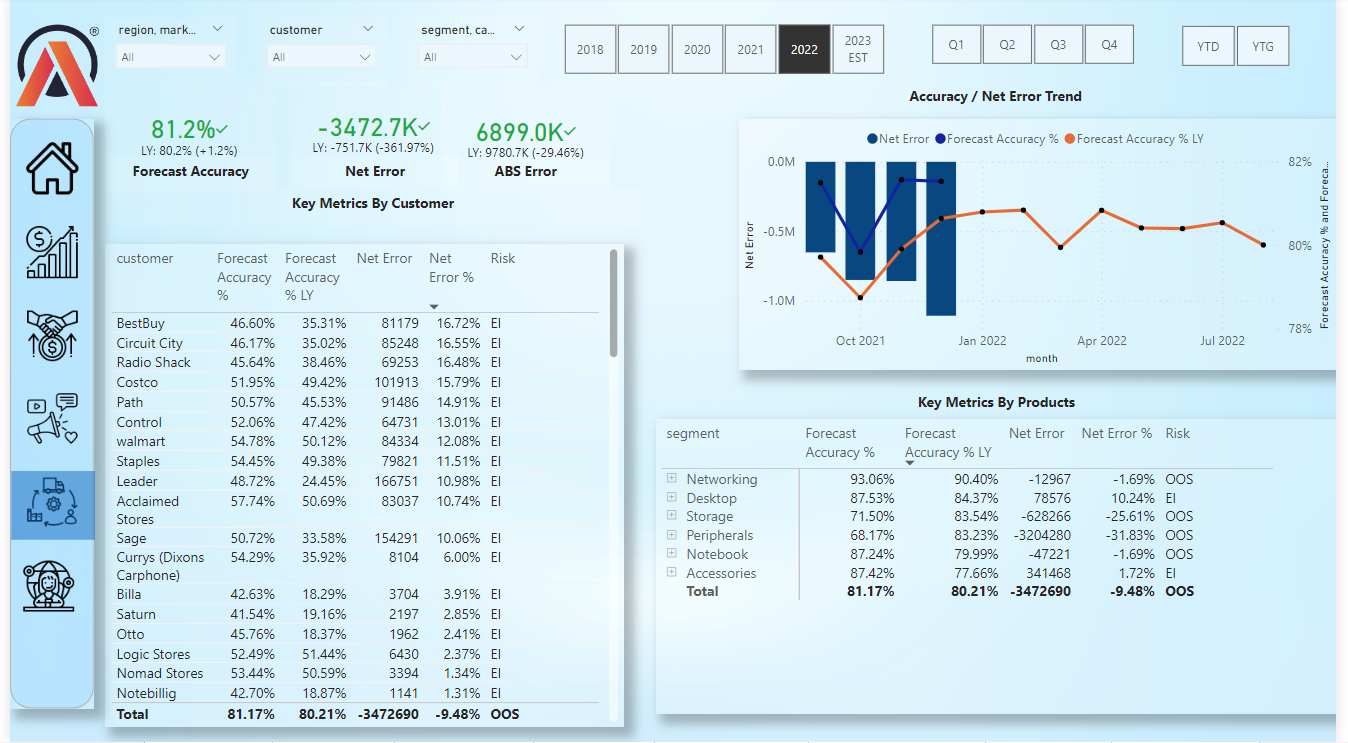 ®
region, mark...
customer
segment, ca...
All
All
All
2018 2019 2020 2021 2022 2023 EST
Q1 Q2 Q3 Q4
YTD YTG
81.2%
LY: 80.2% (+1.2%)
Forecast Accuracy
-3472.7K
LY: -751.7K (-361.97%)
Net Error
6899.0K
LY: 9780.7K (-29.46%)
ABS Error
Key Metrics By Customer
customer Forecast Accuracy % Forecast Accuracy % LY Net Error Net Error % Risk
BestBuy 46.60% 35.31% 81179 16.72% EI
Circuit City 46.17% 35.02% 85248 16.55% EI
Radio Shack 45.64% 38.46% 69253 16.48% EI
Costco 51.95% 49.42% 101913 15.79% EI
Path 50.57% 45.53% 91486 14.91% EI
Control 52.06% 47.42% 64731 13.01% EI
walmart 54.78% 50.12% 84334 12.08% EI
Staples 54.45% 49.38% 79821 11.51% EI
Leader 48.72% 24.45% 166751 10.98% EI
Acclaimed Stores 57.74% 50.69% 83037 10.74% EI
Sage 50.72% 33.58% 154291 10.06% EI
Currys (Dixons Carphone) 54.29% 35.92% 8104 6.00% EI
Billa 42.63% 18.29% 3704 3.91% EI
Saturn 41.54% 19.16% 2197 2.85% EI
Otto 45.76% 18.37% 1962 2.41% EI
Logic Stores 52.49% 51.44% 6430 2.37% EI
Nomad Stores 53.44% 50.59% 3394 1.34% EI
Notebillig 42.70% 18.87% 1141 1.31% EI
Total 81.17% 80.21% -3472690 -9.48% OOS
Accuracy / Net Error Trend
Net Error Forecast Accuracy % Forecast Accuracy % LY
0.0M
-0.5M
-1.0M
Net Error
82%
80%
78%
Forecast Accuracy % and Foreca...
Oct 2021 Jan 2022 Apr 2022 Jul 2022
month
Key Metrics By Products
segment Forecast Accuracy % Forecast Accuracy % LY Net Error Net Error % Risk
Networking 93.06% 90.40% -12967 -1.69% OOS
Desktop 87.53% 84.37% 78576 10.24% EI
Storage 71.50% 83.54% -628266 -25.61% OOS
Peripherals 68.17% 83.23% -3204280 -31.83% OOS
Notebook 87.24% 79.99% -47221 -1.69% OOS
Accessories 87.42% 77.66% 341468 1.72% EI
Total 81.17% 80.21% -3472690 -9.48% OOS